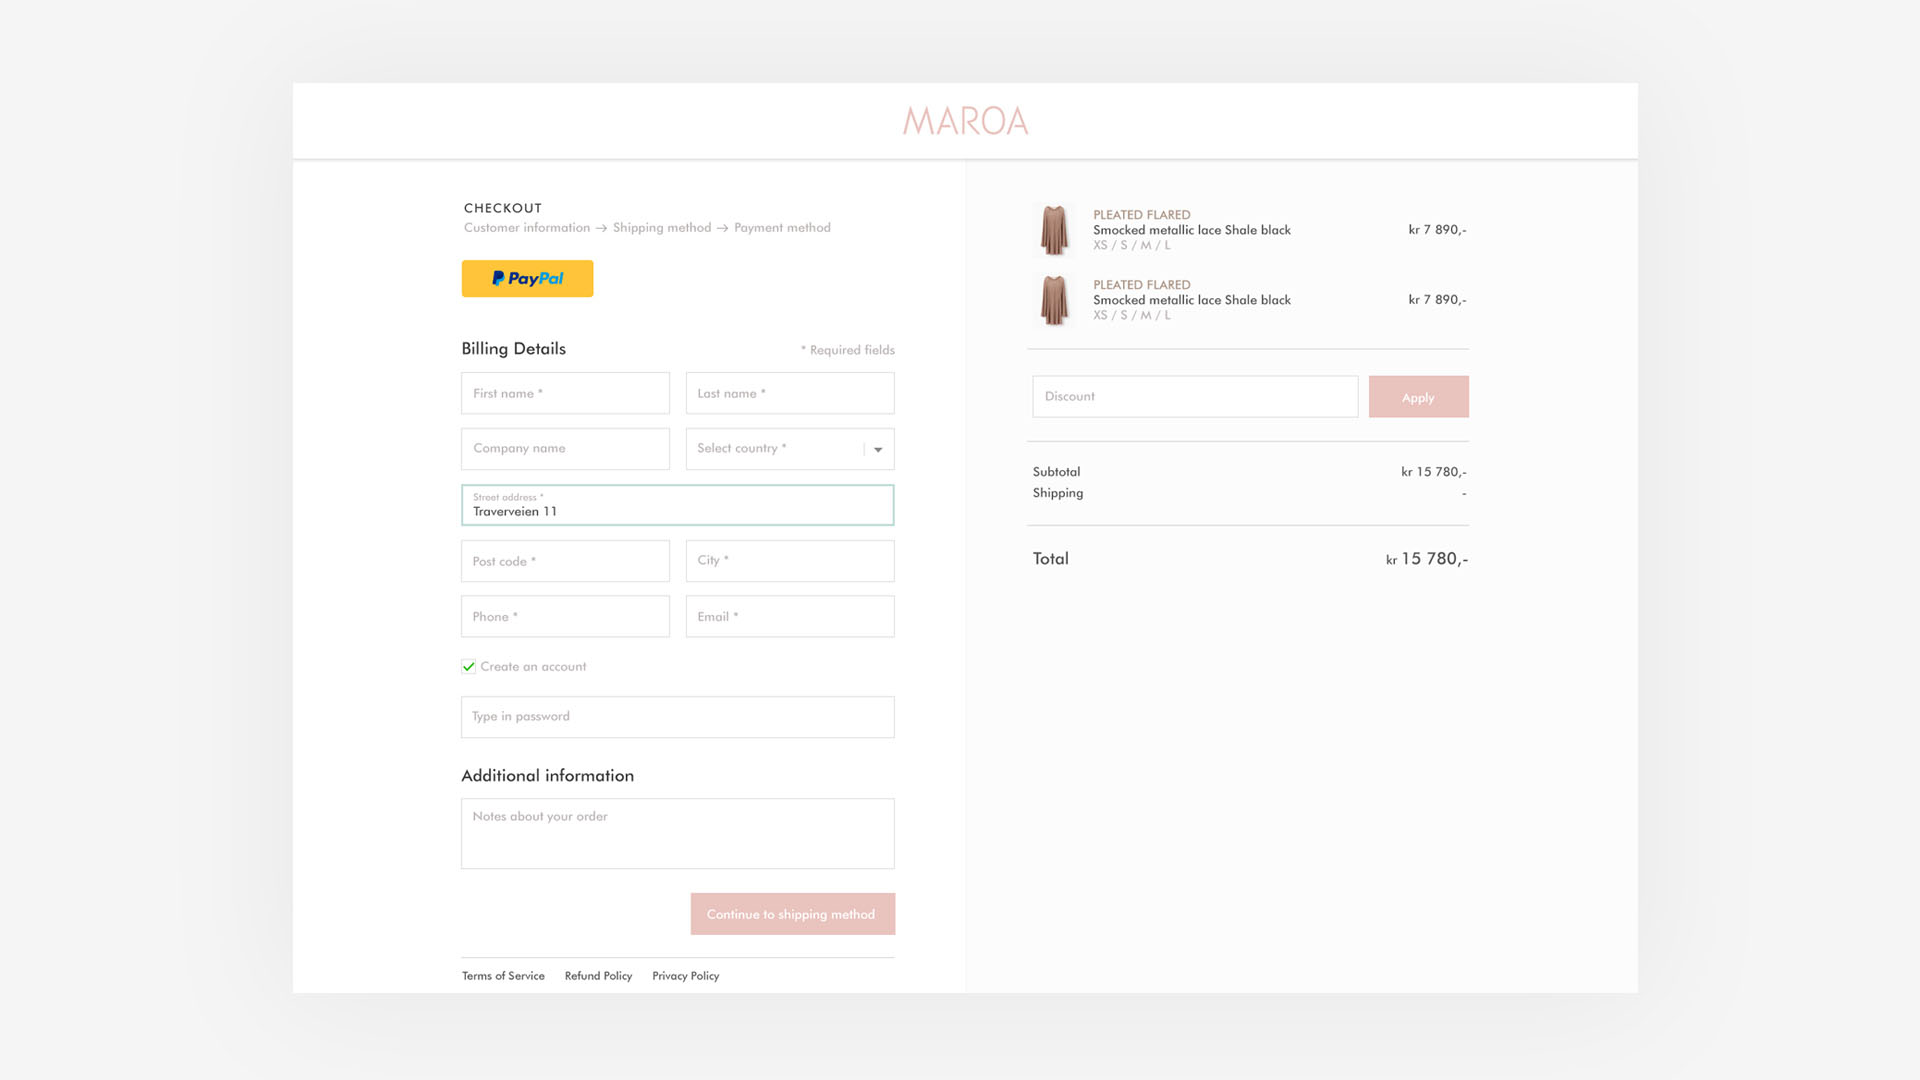 MAROA
CHECKOUT
Customer information → Shipping method → Payment method
PayPal
Billing Details
* Required fields
First name *
Last name *
Company name
Select country *
Street address *
Traverveien 11
Post code *
City *
Phone *
Email *
Create an account
Type in password
Additional information
Notes about your order
Continue to shipping method
Terms of Service
Refund Policy
Privacy Policy
PLEATED FLARED
Smocked metallic lace Shale black
kr 7 890,-
XS / S / M / L
PLEATED FLARED
Smocked metallic lace Shale black
kr 7 890,-
XS / S / M / L
Discount
Apply
Subtotal
kr 15 780,-
Shipping
-
Total
kr 15 780,-